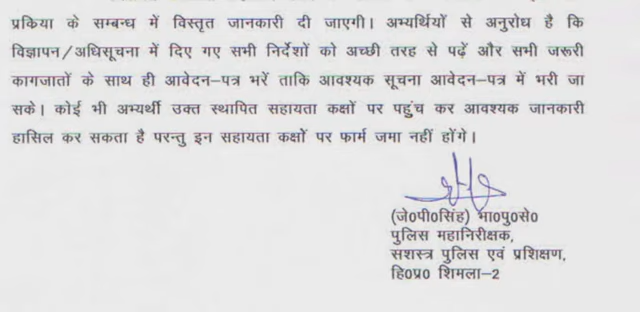 प्रकिया के सम्बन्ध में विस्तृत जानकारी दी जाएगी। अभ्यर्थियों से अनुरोध है कि
विज्ञापन/अधिसूचना में दिए गए सभी निर्देशों को अच्छी तरह से पढ़ें और सभी जरूरी
कागजातों के साथ ही आवेदन–पत्र भरें ताकि आवश्यक सूचना आवेदन–पत्र में भरी जा
सके। कोई भी अभ्यर्थी उक्त स्थापित सहायता कक्षों पर पहुंच कर आवश्यक जानकारी
हासिल कर सकता है परन्तु इन सहायता कक्षों पर फार्म जमा नहीं होंगे।
(जे0पी0सिंह) भा0पु0से0
पुलिस महानिरीक्षक,
सशस्त्र पुलिस एवं प्रशिक्षण,
हि0प्र0 शिमला–2